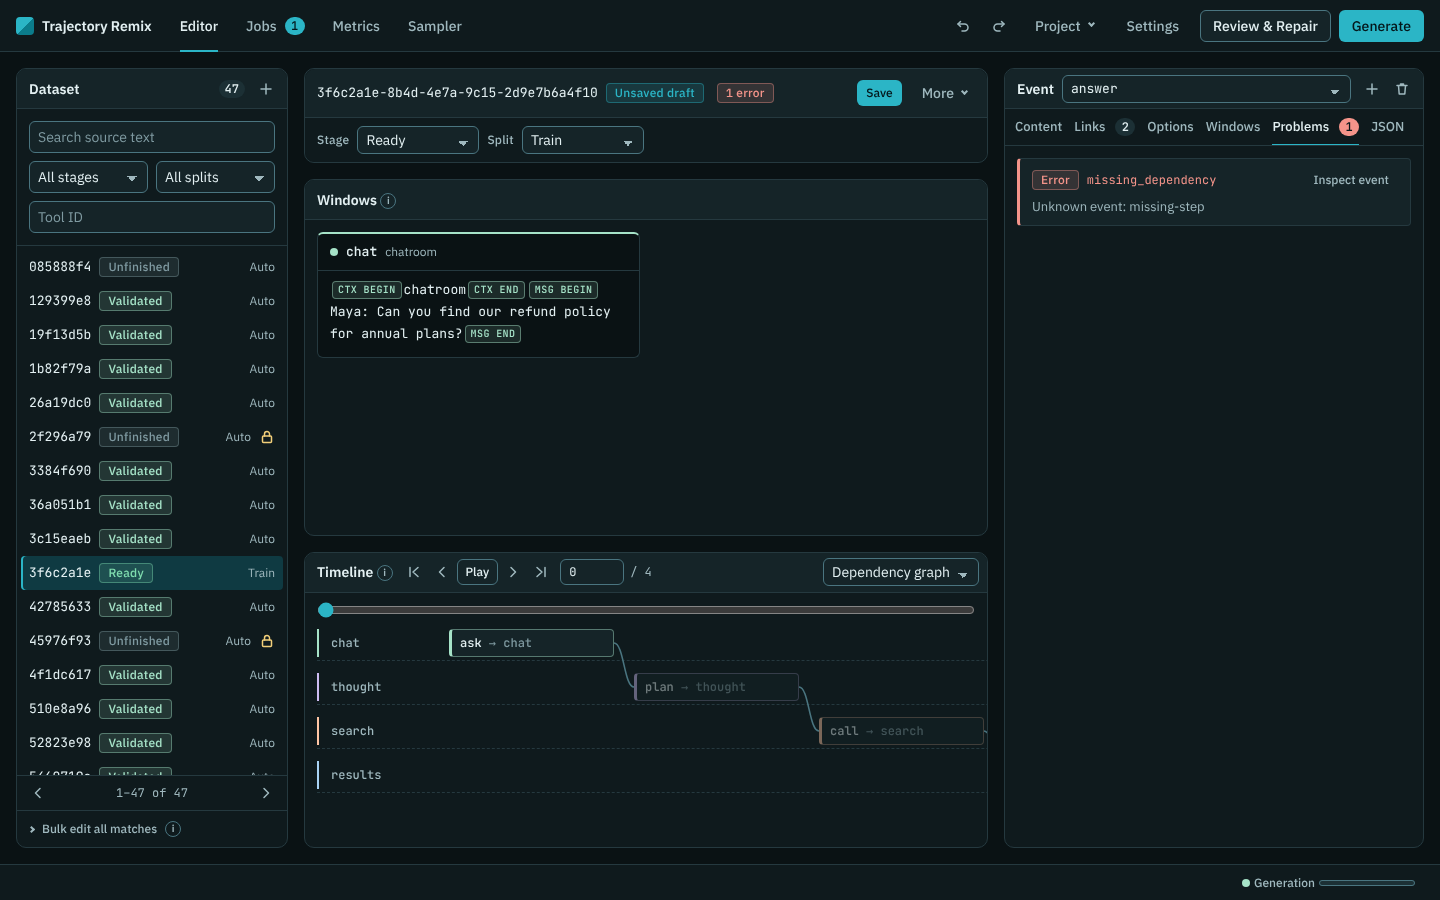 Trajectory Remix
Editor
Jobs 1
Metrics
Sampler
Project
Settings
Review & Repair
Generate
Dataset 47
Search source text
All stages
All splits
Tool ID
085888f4 Unfinished Auto
129399e8 Validated Auto
19f13d5b Validated Auto
1b82f79a Validated Auto
26a19dc0 Validated Auto
2f296a79 Unfinished Auto
3384f690 Validated Auto
36a051b1 Validated Auto
3c15eaeb Validated Auto
3f6c2a1e Ready Train
42785633 Validated Auto
45976f93 Unfinished Auto
4f1dc617 Validated Auto
510e8a96 Validated Auto
52823e98 Validated Auto
1–47 of 47
Bulk edit all matches i
3f6c2a1e-8b4d-4e7a-9c15-2d9e7b6a4f10 Unsaved draft 1 error Save More
Stage Ready Split Train
Windows i
chat chatroom
CTX BEGIN chatroom CTX END MSG BEGIN
Maya: Can you find our refund policy
for annual plans? MSG END
Timeline i Play 0 / 4 Dependency graph
chat ask → chat
thought plan → thought
search call → search
results
Event answer
Content Links 2 Options Windows Problems 1 JSON
Error missing_dependency Inspect event
Unknown event: missing-step
Generation